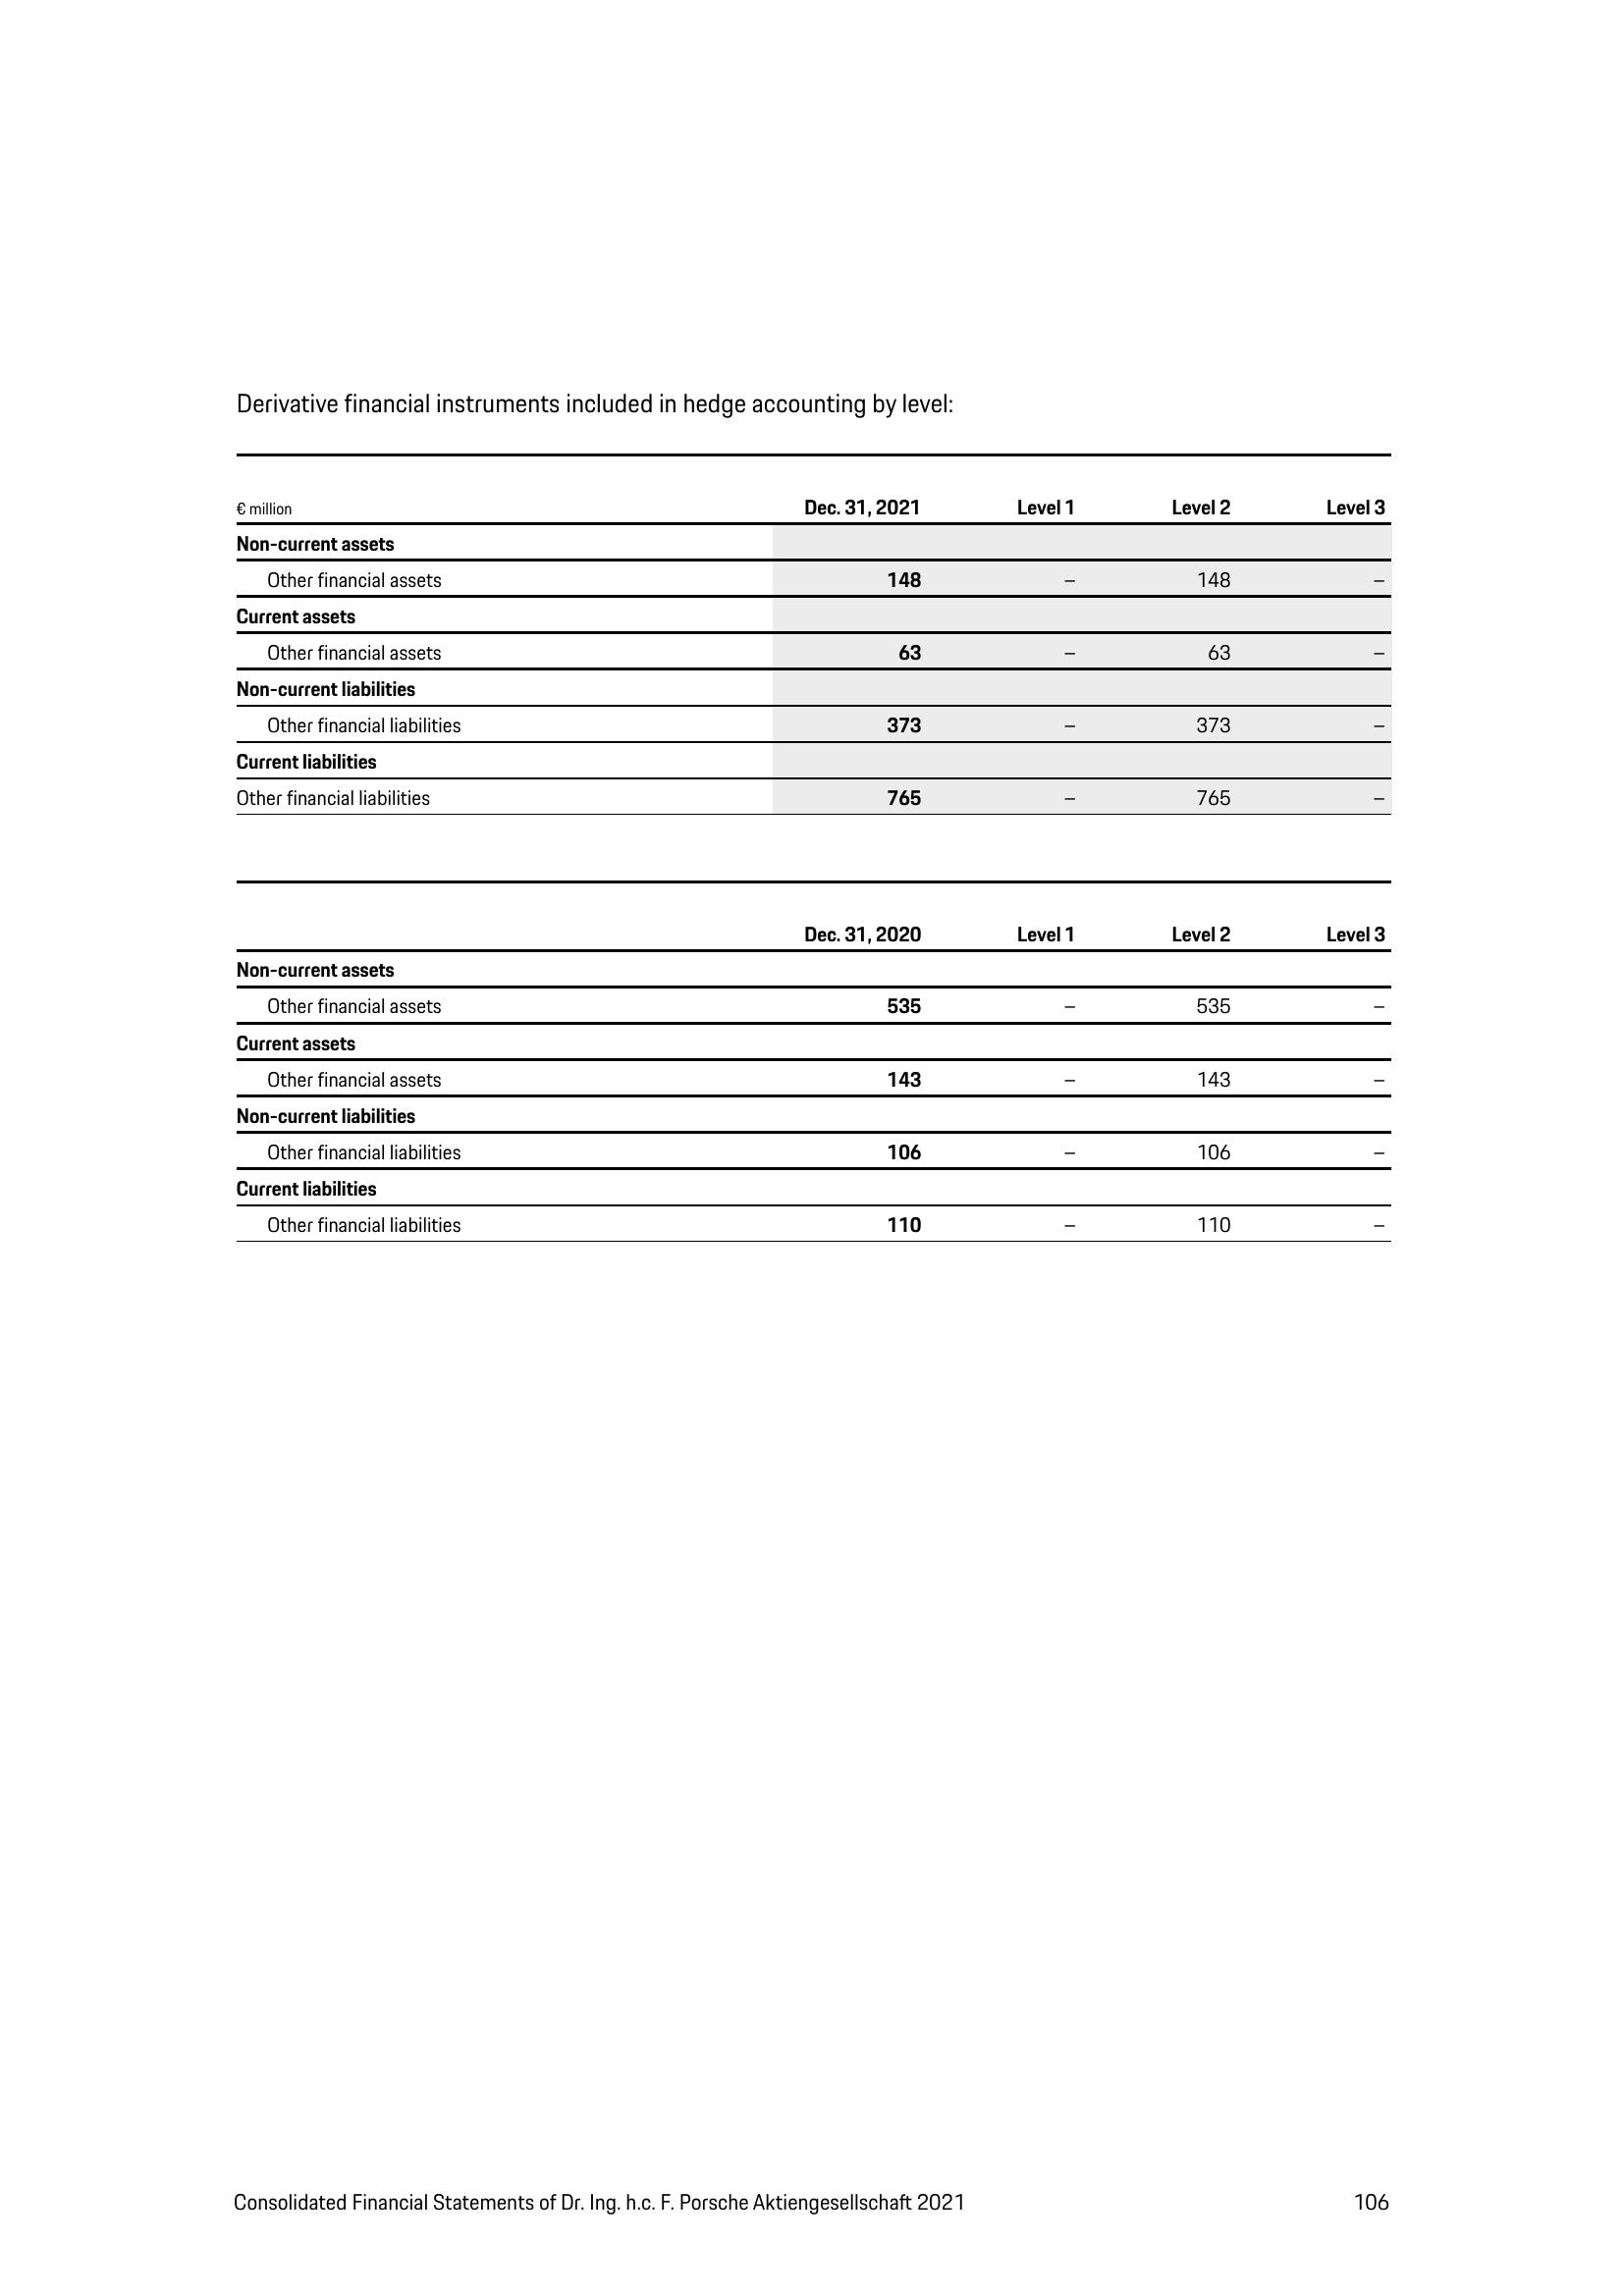 Derivative financial instruments included in hedge accounting by level:
€ million Dec. 31, 2021 Level 1 Level 2 Level 3
Non-current assets
Other financial assets 148 – 148 –
Current assets
Other financial assets 63 – 63 –
Non-current liabilities
Other financial liabilities 373 – 373 –
Current liabilities
Other financial liabilities 765 – 765 –
Dec. 31, 2020 Level 1 Level 2 Level 3
Non-current assets
Other financial assets 535 – 535 –
Current assets
Other financial assets 143 – 143 –
Non-current liabilities
Other financial liabilities 106 – 106 –
Current liabilities
Other financial liabilities 110 – 110 –
Consolidated Financial Statements of Dr. Ing. h.c. F. Porsche Aktiengesellschaft 2021 106